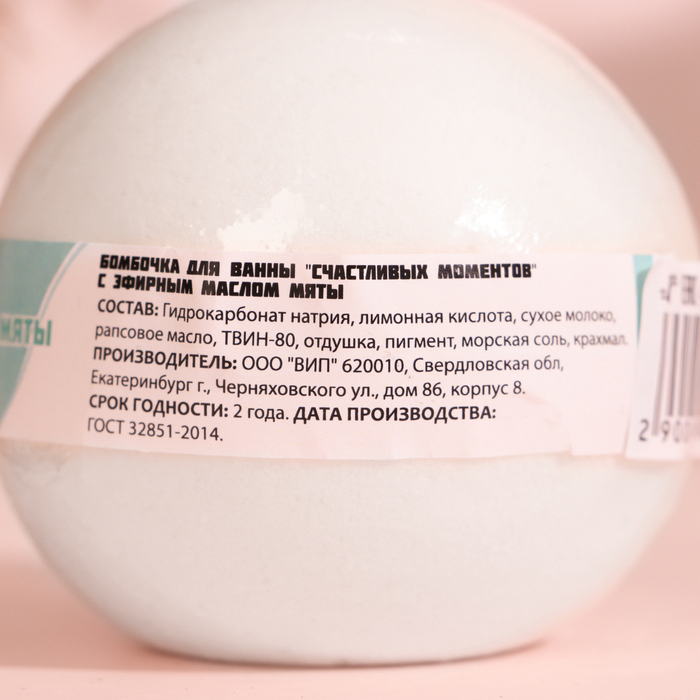 БОМБОЧКА ДЛЯ ВАННЫ "СЧАСТЛИВЫХ МОМЕНТОВ"
С ЭФИРНЫМ МАСЛОМ МЯТЫ
СОСТАВ: Гидрокарбонат натрия, лимонная кислота, сухое молоко,
рапсовое масло, ТВИН-80, отдушка, пигмент, морская соль, крахмал.
ПРОИЗВОДИТЕЛЬ: ООО "ВИП" 620010, Свердловская обл,
Екатеринбург г., Черняховского ул., дом 86, корпус 8.
СРОК ГОДНОСТИ: 2 года. ДАТА ПРОИЗВОДСТВА:
ГОСТ 32851-2014.
МЯТЫ